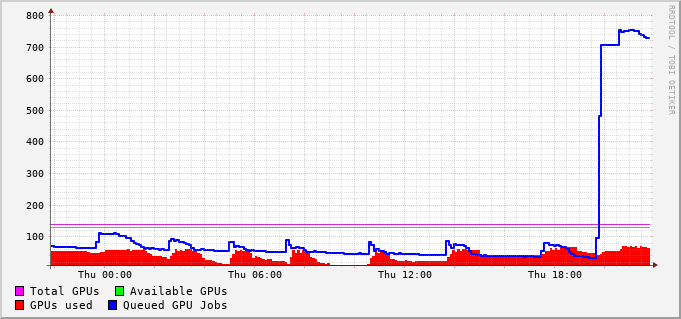 800
700
600
500
400
300
200
100
Thu 00:00 Thu 06:00 Thu 12:00 Thu 18:00
Total GPUs Available GPUs
GPUs used Queued GPU Jobs
RRDTOOL / TOBI OETIKER